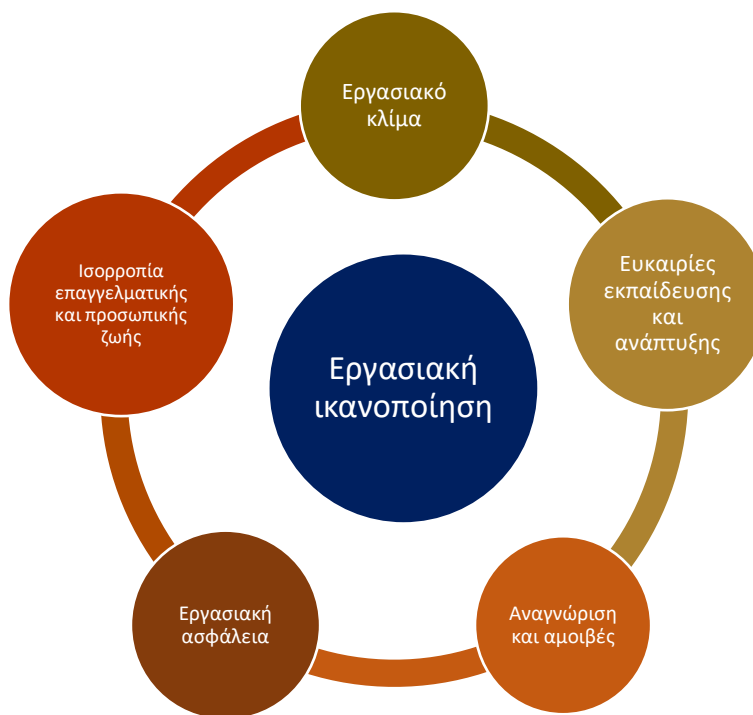 Εργασιακό
κλίμα
Ευκαιρίες
εκπαίδευσης
και
ανάπτυξης
Αναγνώριση
και αμοιβές
Εργασιακή
ασφάλεια
Ισορροπία
επαγγελματικής
και προσωπικής
ζωής
Εργασιακή
ικανοποίηση